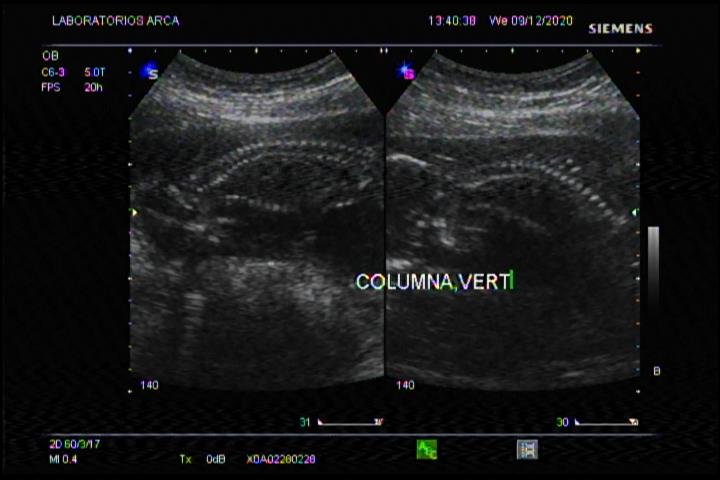 LABORATORIOS ARCA
13:40:38 We 09/12/2020
SIEMENS
OB
C6-3 5.0T
FPS 20h
S
S
COLUMNA,VERT
140
140
B
31
30
2D 60/3/17
MI 0.4
Tx 0dB